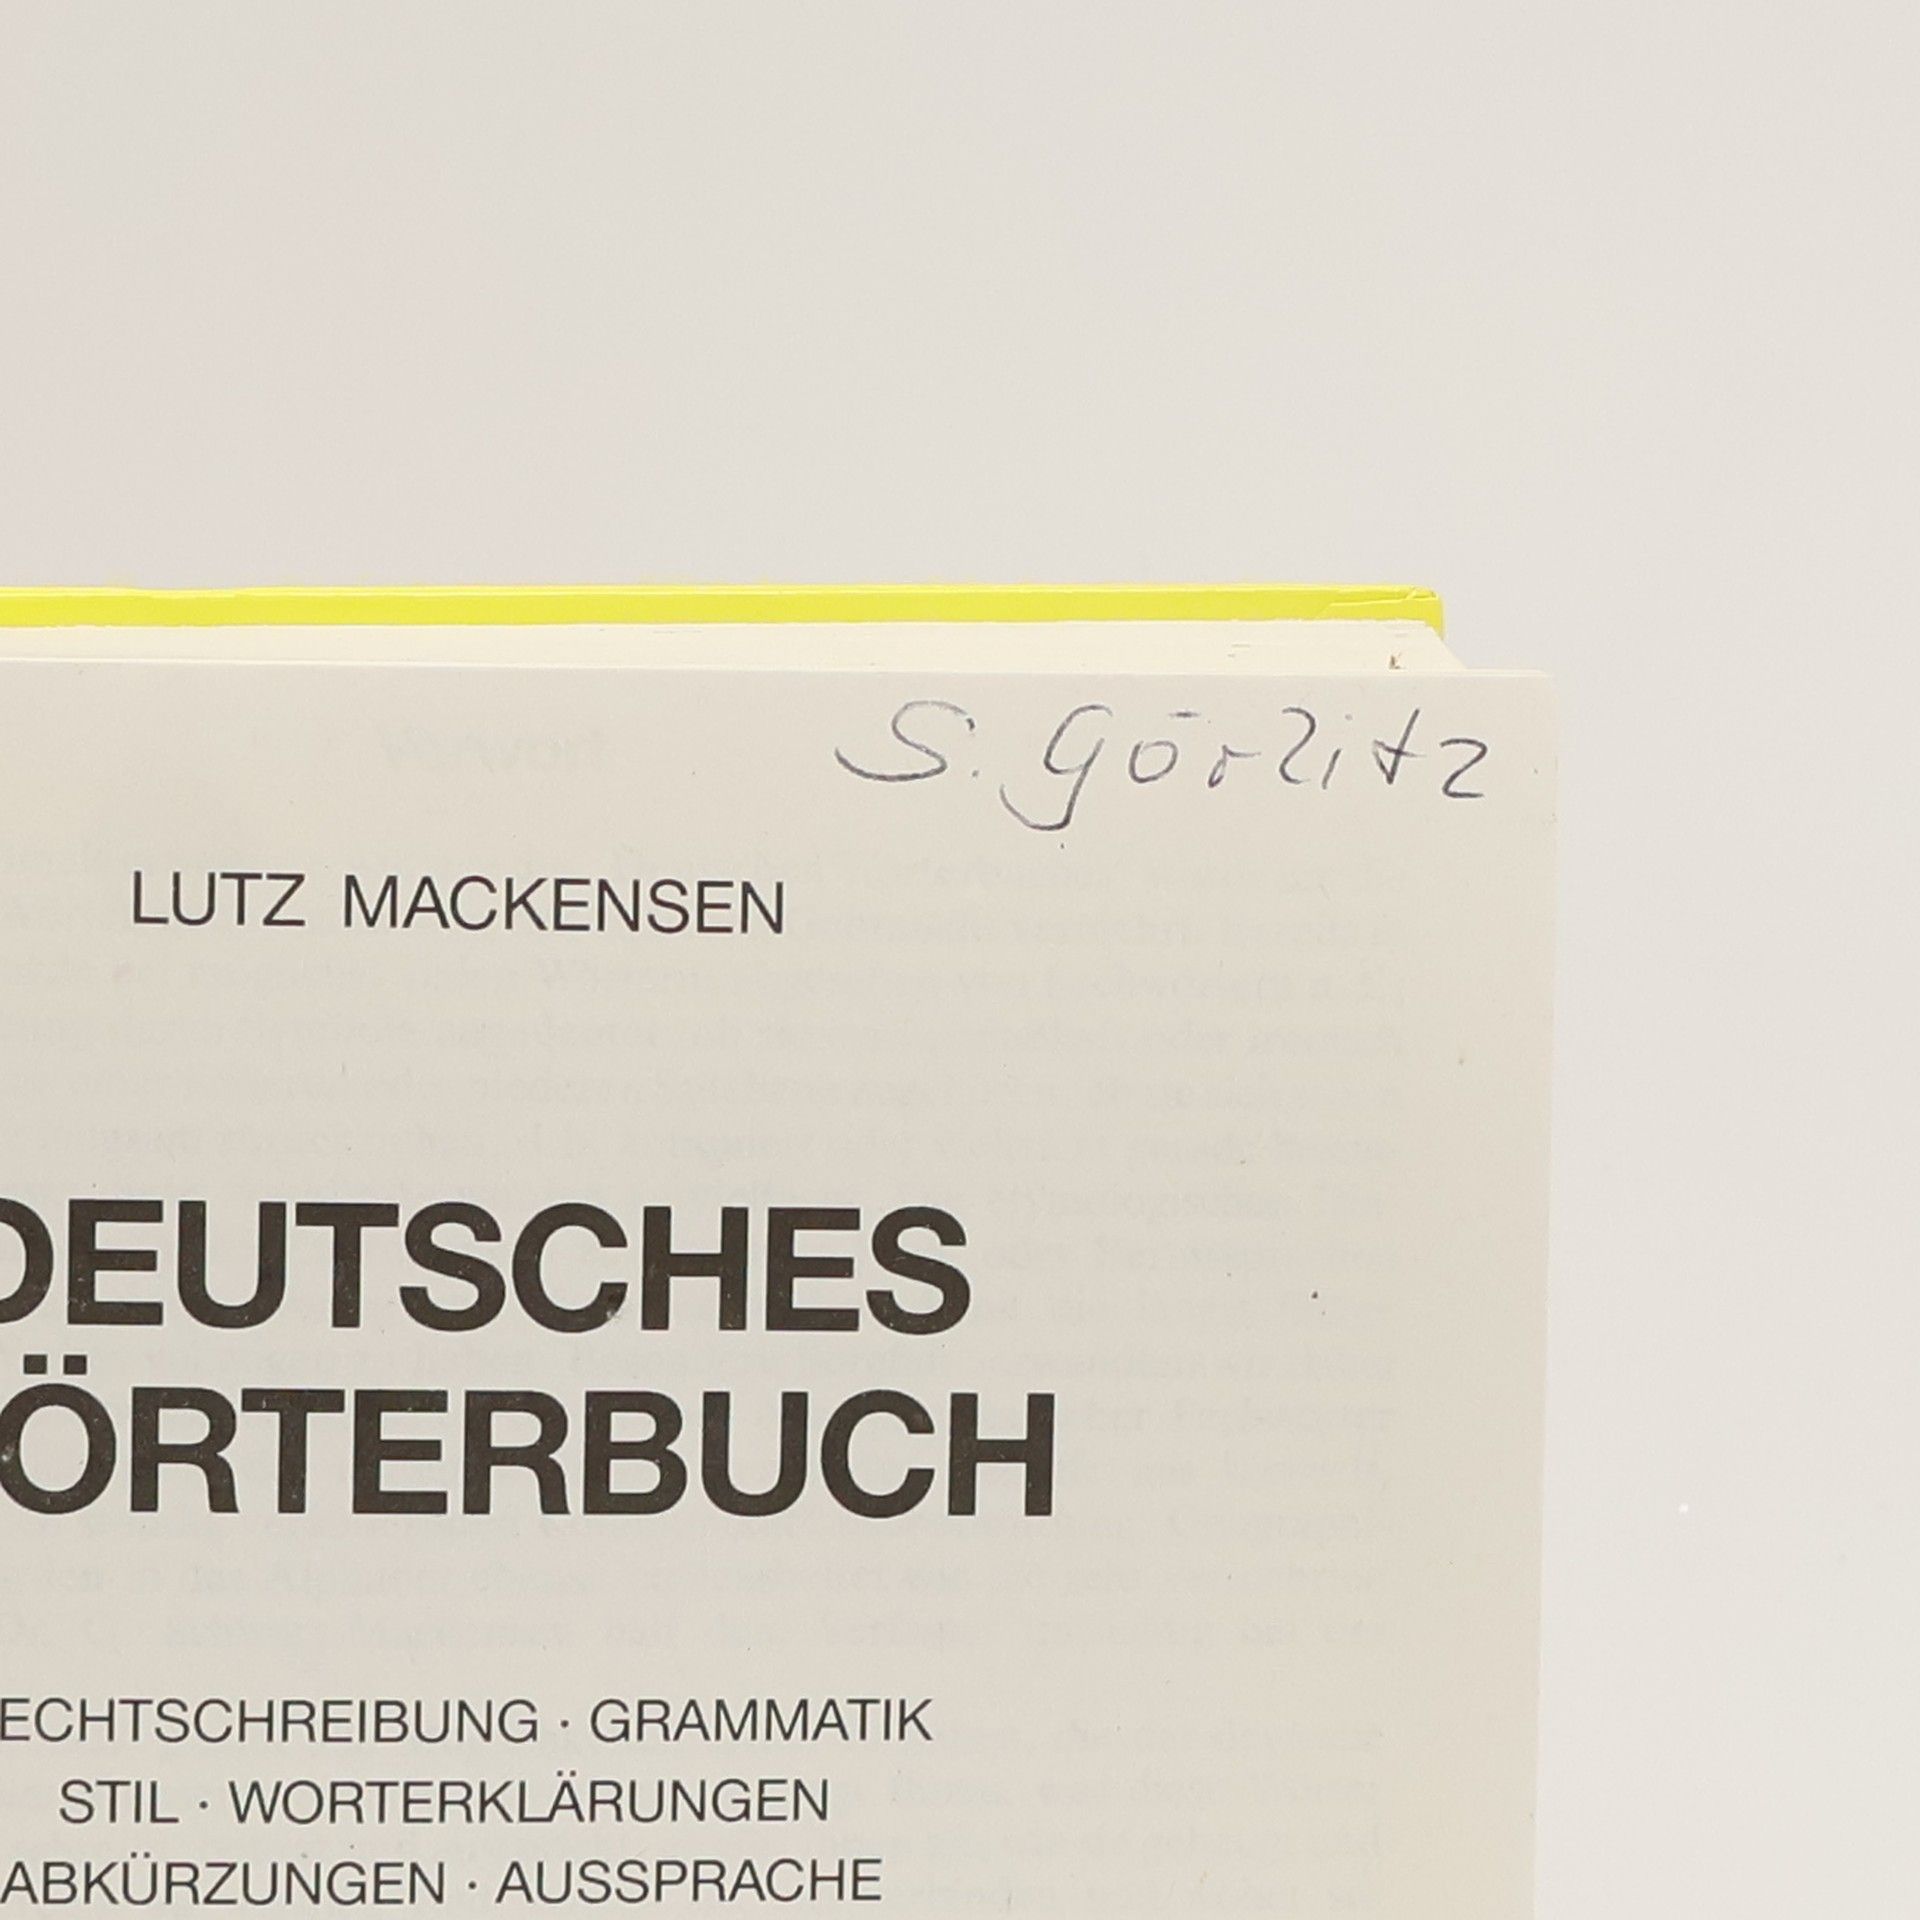 S. Görlitz
LUTZ MACKENSEN
DEUTSCHES
ÖRTERBUCH
ECHTSCHREIBUNG · GRAMMATIK
STIL · WORTERKLÄRUNGEN
ABKÜRZUNGEN · AUSSPRACHE